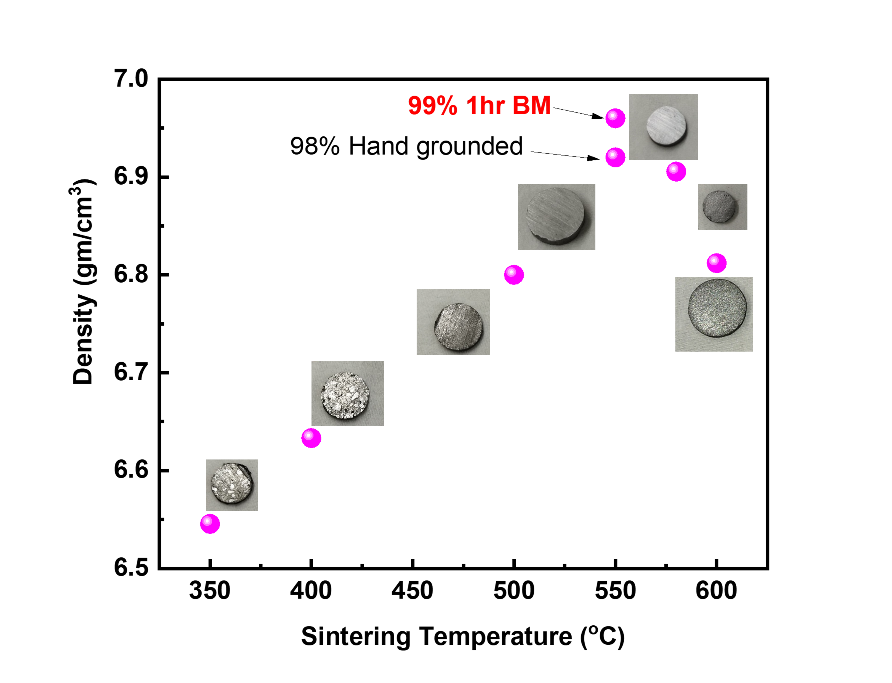 7.0
99% 1hr BM
98% Hand grounded
6.9
6.8
6.7
6.6
6.5
Density (gm/cm³)
350 400 450 500 550 600
Sintering Temperature (⁰C)